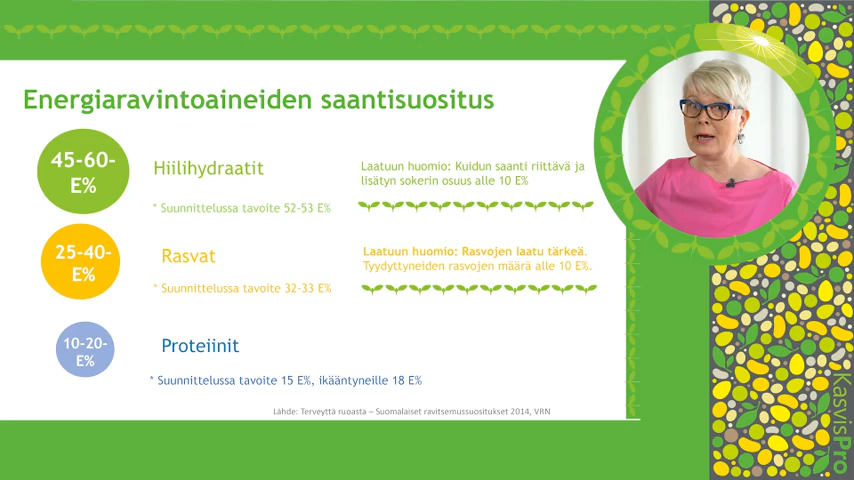 Energiaravintoaineiden saantisuositus
45-60-
E%
Hiilihydraatit
Laatuun huomio: Kuidun saanti riittävä ja
lisätyn sokerin osuus alle 10 E%
* Suunnittelussa tavoite 52-53 E%
25-40-
E%
Rasvat
Laatuun huomio: Rasvojen laatu tärkeä.
Tyydyttyneiden rasvojen määrä alle 10 E%.
* Suunnittelussa tavoite 32-33 E%
10-20-
E%
Proteiinit
* Suunnittelussa tavoite 15 E%, ikääntyneille 18 E%
Lähde: Terveyttä ruoasta – Suomalaiset ravitsemussuositukset 2014, VRN
KasvisPro